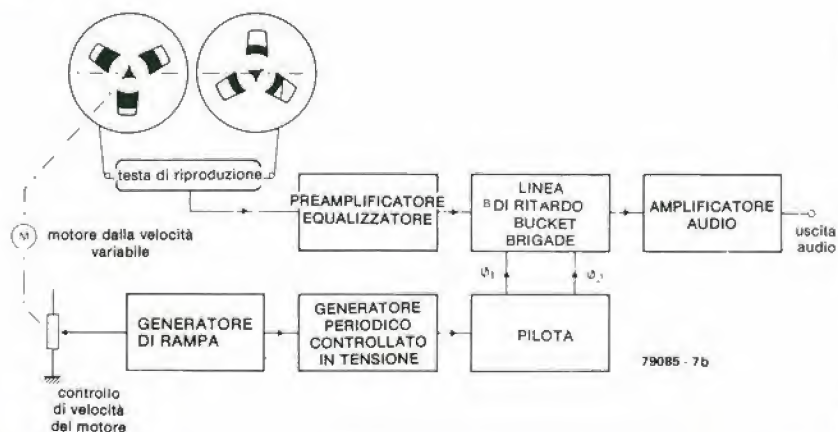 testa di riproduzione
PREAMPLIFICATORE
EQUALIZZATORE
LINEA
B DI RITARDO
BUCKET
BRIGADE
AMPLIFICATORE
AUDIO
uscita
audio
M
motore dalla velocità
variabile
φ1
φ2
GENERATORE
DI RAMPA
GENERATORE
PERIODICO
CONTROLLATO
IN TENSIONE
PILOTA
79085 - 7b
controllo
di velocità
del motore